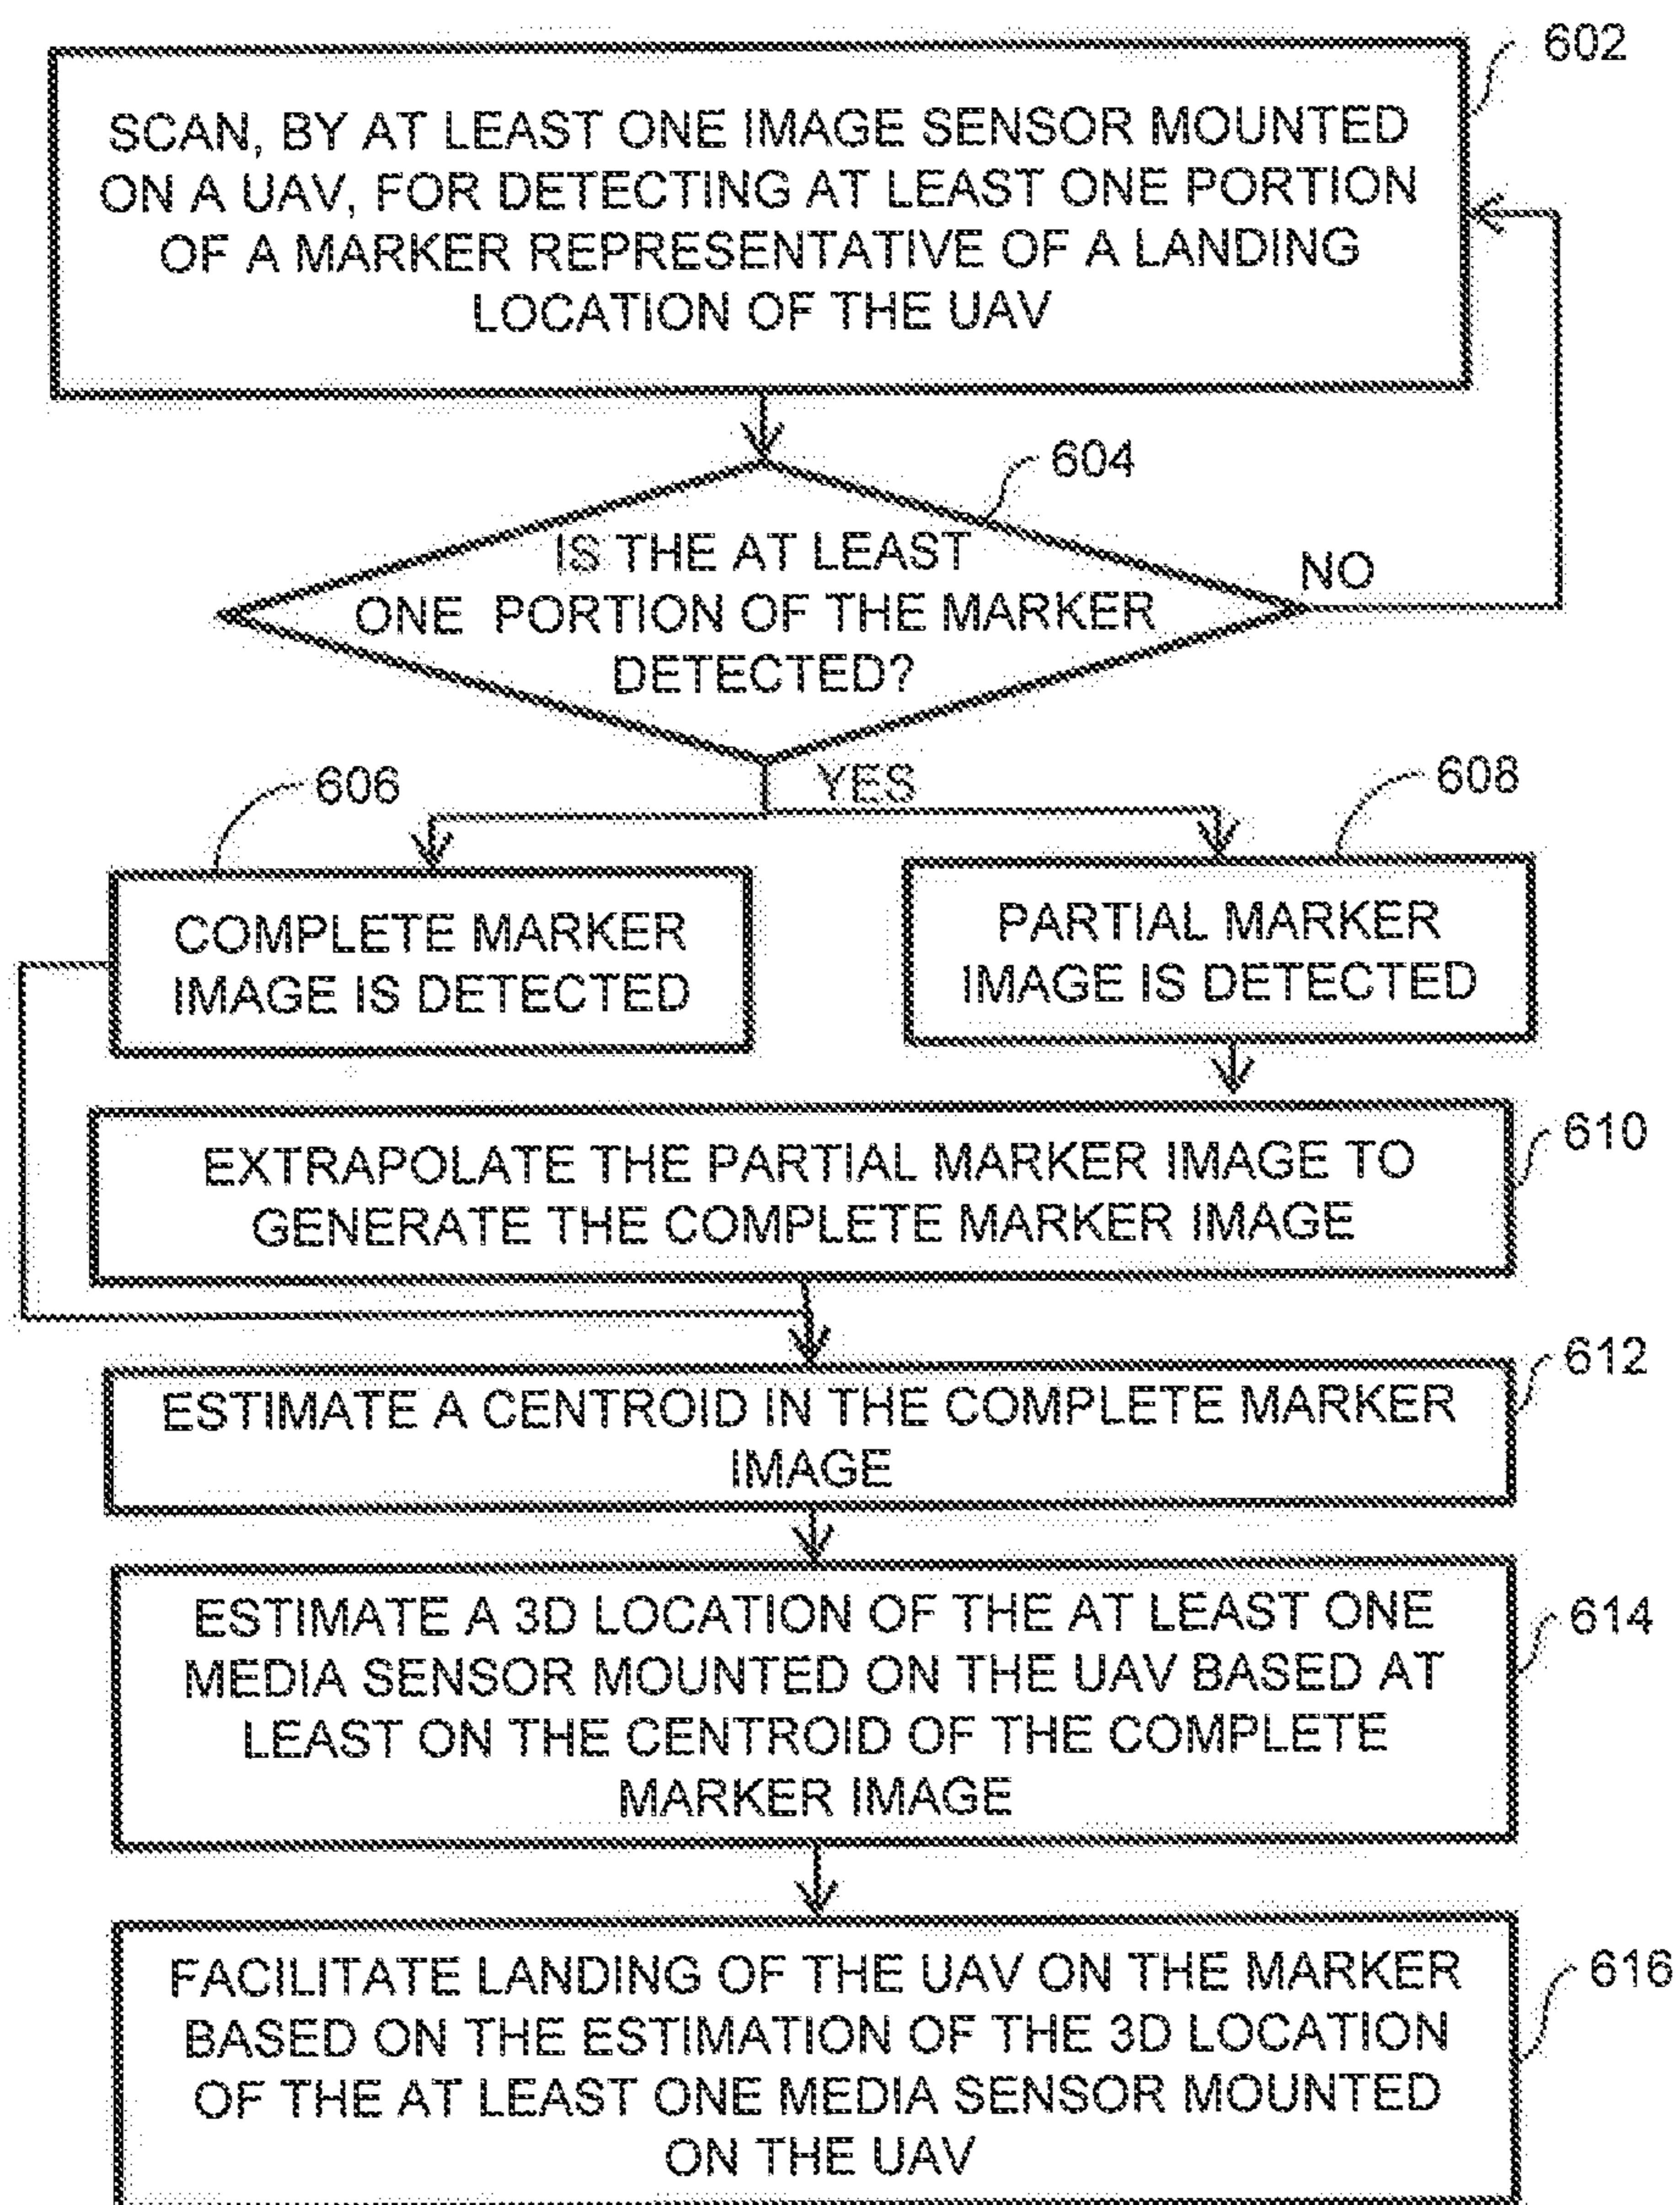 602
SCAN, BY AT LEAST ONE IMAGE SENSOR MOUNTED
ON A UAV, FOR DETECTING AT LEAST ONE PORTION
OF A MARKER REPRESENTATIVE OF A LANDING
LOCATION OF THE UAV
604
IS THE AT LEAST
ONE PORTION OF THE MARKER
DETECTED?
NO
YES
606
COMPLETE MARKER
IMAGE IS DETECTED
608
PARTIAL MARKER
IMAGE IS DETECTED
610
EXTRAPOLATE THE PARTIAL MARKER IMAGE TO
GENERATE THE COMPLETE MARKER IMAGE
612
ESTIMATE A CENTROID IN THE COMPLETE MARKER
IMAGE
614
ESTIMATE A 3D LOCATION OF THE AT LEAST ONE
MEDIA SENSOR MOUNTED ON THE UAV BASED AT
LEAST ON THE CENTROID OF THE COMPLETE
MARKER IMAGE
616
FACILITATE LANDING OF THE UAV ON THE MARKER
BASED ON THE ESTIMATION OF THE 3D LOCATION
OF THE AT LEAST ONE MEDIA SENSOR MOUNTED
ON THE UAV